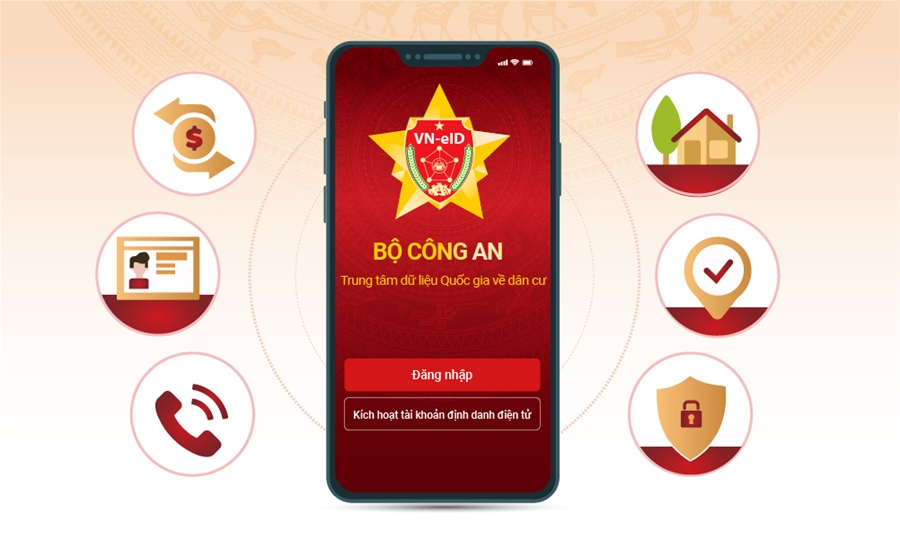 VN-eID
BỘ CÔNG AN
Trung tâm dữ liệu Quốc gia về dân cư
Đăng nhập
Kích hoạt tài khoản định danh điện tử